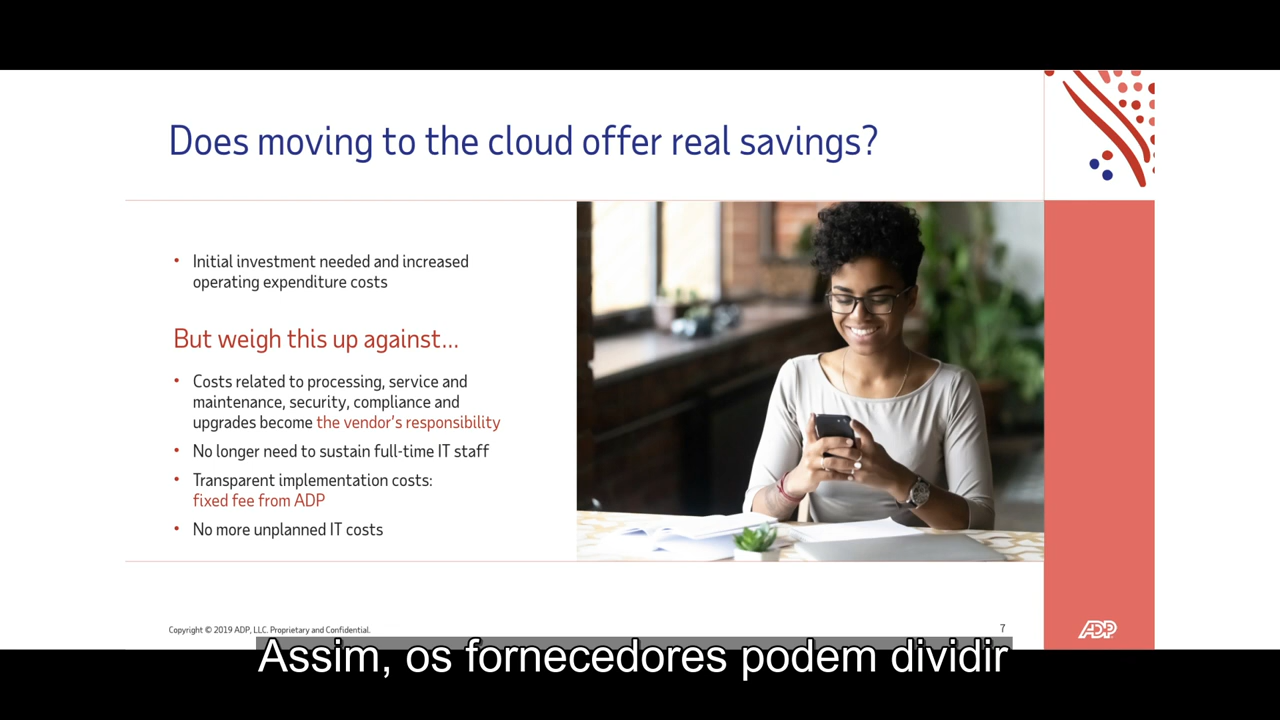 Does moving to the cloud offer real savings?
• Initial investment needed and increased
operating expenditure costs
But weigh this up against...
• Costs related to processing, service and
maintenance, security, compliance and
upgrades become the vendor's responsibility
• No longer need to sustain full-time IT staff
• Transparent implementation costs:
fixed fee from ADP
• No more unplanned IT costs
Copyright © 2019 ADP, LLC. Proprietary and Confidential.
7
ADP
Assim, os fornecedores podem dividir